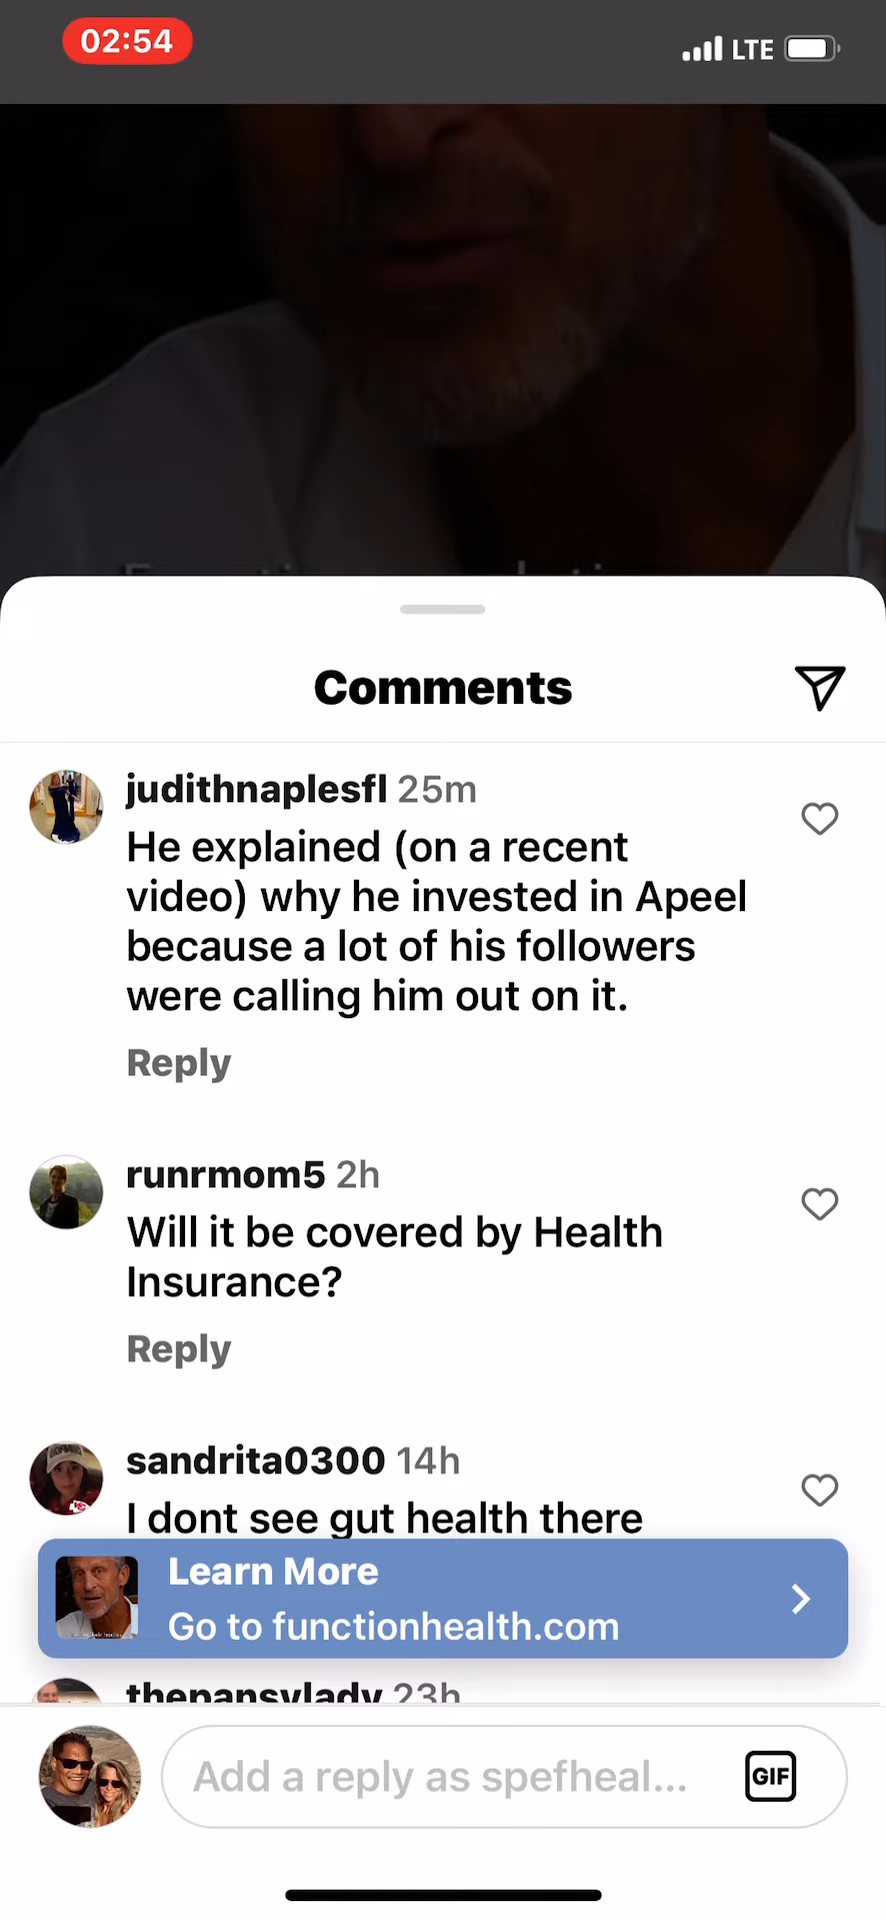 02:54
LTE
Comments
judithnaplesfl 25m
He explained (on a recent
video) why he invested in Apeel
because a lot of his followers
were calling him out on it.
Reply
runrmom5 2h
Will it be covered by Health
Insurance?
Reply
sandrita0300 14h
I dont see gut health there
Learn More
Go to functionhealth.com
thepansylady 23h
Add a reply as spefheal...
GIF